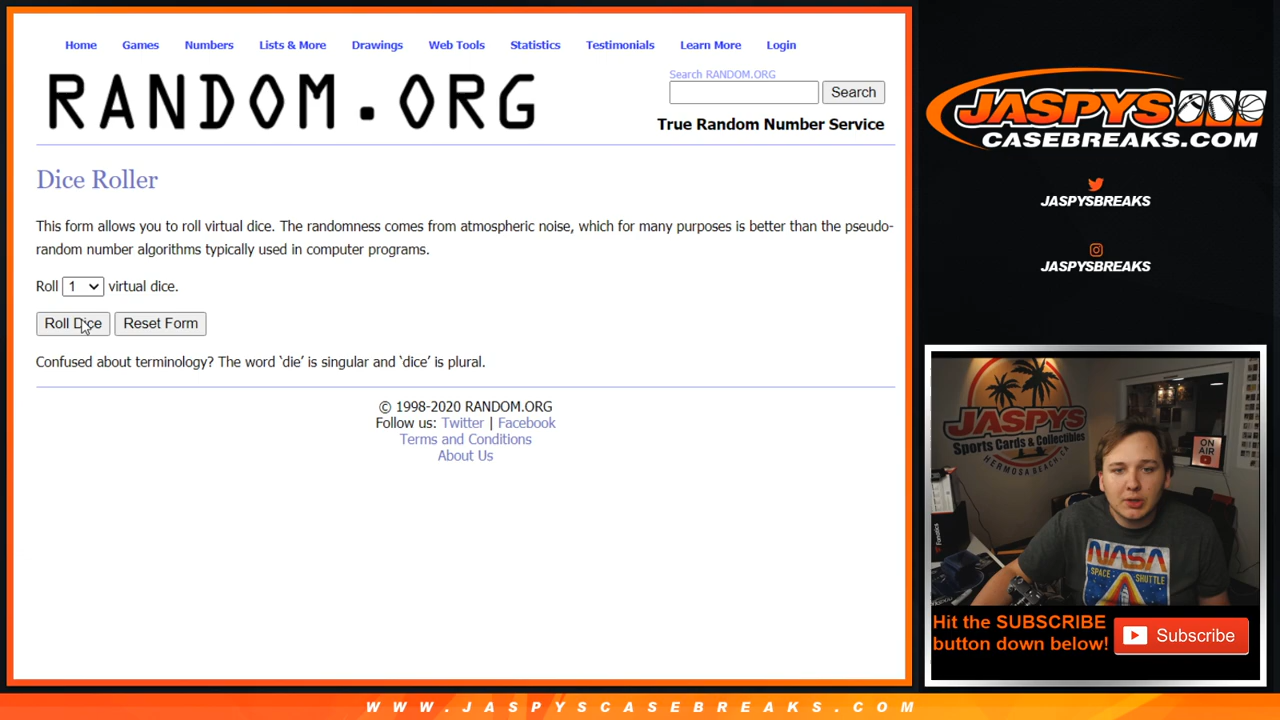 Home Games Numbers Lists & More Drawings Web Tools Statistics Testimonials Learn More Login
RANDOM.ORG
Search RANDOM.ORG
Search
True Random Number Service
Dice Roller
This form allows you to roll virtual dice. The randomness comes from atmospheric noise, which for many purposes is better than the pseudo-
random number algorithms typically used in computer programs.
Roll 1 virtual dice.
Roll Dice Reset Form
Confused about terminology? The word ‘die’ is singular and ‘dice’ is plural.
© 1998-2020 RANDOM.ORG
Follow us: Twitter | Facebook
Terms and Conditions
About Us
JASPYS
CASEBREAKS.COM
JASPYSBREAKS
JASPYSBREAKS
JASPYS
Sports Cards & Collectibles
HERMOSA BEACH, CA
ON
AIR
Fanatics
NASA
SPACE SHUTTLE
Hit the SUBSCRIBE
button down below!
Subscribe
WWW.JASPYSCASEBREAKS.COM